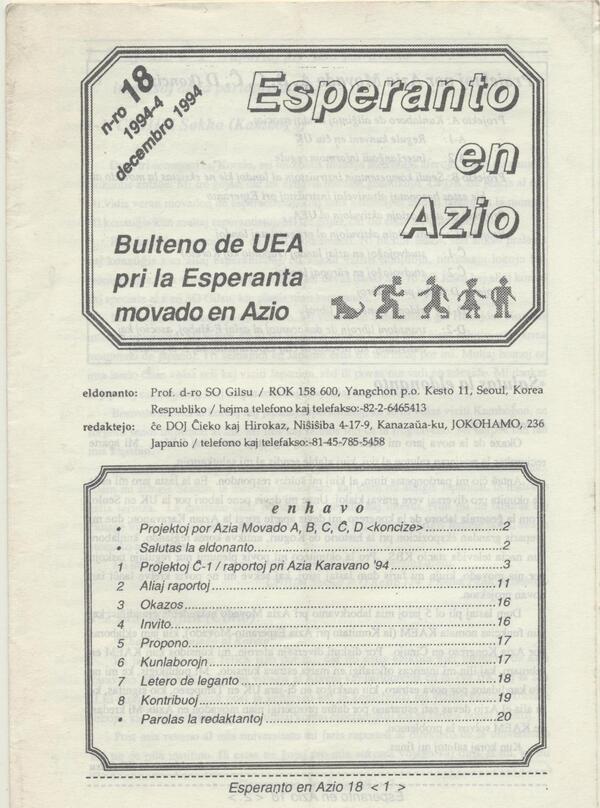 n-ro 18
1994-4
decembro 1994
Esperanto
en
Azio
Bulteno de UEA
pri la Esperanta
movado en Azio
eldonanto: Prof. d-ro SO Gilsu / ROK 158 600, Yangchon p.o. Kesto 11, Seoul, Korea
Respubliko / hejma telefono kaj telefakso:-82-2-6465413
redaktejo: ĉe DOJ Ĉieko kaj Hirokaz, Niŝiŝiba 4-17-9, Kanazaŭa-ku, JOKOHAMO, 236
Japanio / telefono kaj telefakso:-81-45-785-5458
enhavo
• Projektoj por Azia Movado A, B, C, Ĉ, D <koncize>...2
• Salutas la eldonanto...2
1 Projektoj Ĉ-1 / raportoj pri Azia Karavano '94...3
2 Aliaj raportoj...11
3 Okazos...16
4 Invito...16
5 Propono...17
6 Kunlaborojn...17
7 Letero de leganto...18
8 Kontribuoj...19
• Parolas la redaktantoj...20
Esperanto en Azio 18 < 1 >